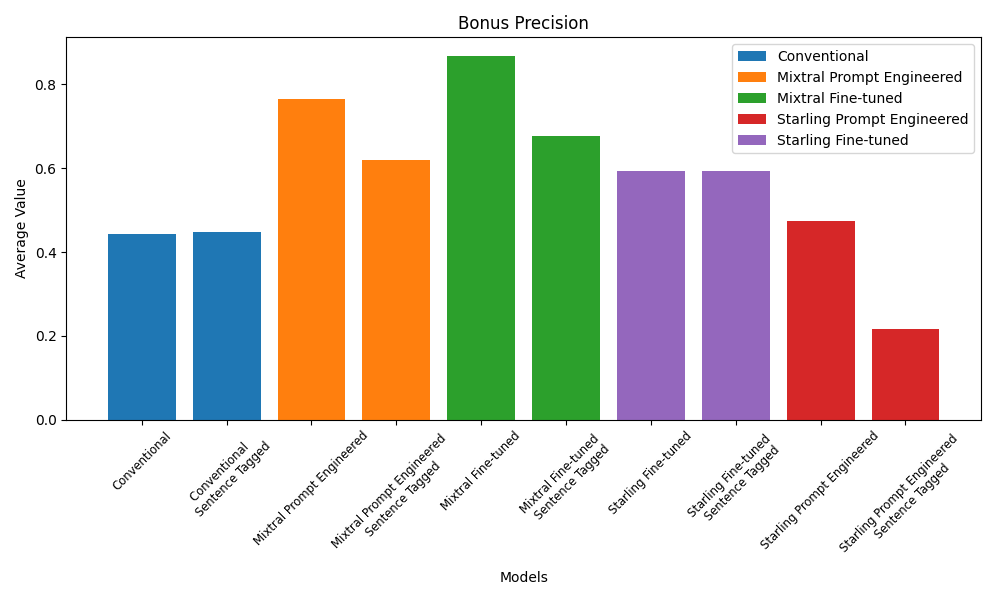 Bonus Precision
Conventional
Mixtral Prompt Engineered
Mixtral Fine-tuned
Starling Prompt Engineered
Starling Fine-tuned
Average Value
0.8
0.6
0.4
0.2
0.0
Conventional
Conventional
Sentence Tagged
Mixtral Prompt Engineered
Mixtral Prompt Engineered
Sentence Tagged
Mixtral Fine-tuned
Mixtral Fine-tuned
Sentence Tagged
Starling Fine-tuned
Starling Fine-tuned
Sentence Tagged
Starling Prompt Engineered
Starling Prompt Engineered
Sentence Tagged
Models